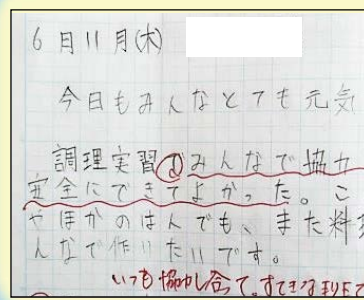 6月11月(木)
今日もみんなとても元気
調理実習のみんなで協力
安全にできてよかった。こ
やほかのはんでも、また料
んなで作りたいです。
いつも協力し合って、すてきな